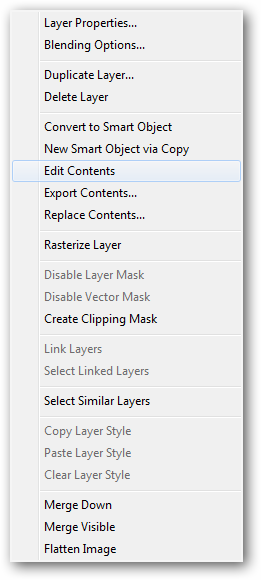 Layer Properties...
Blending Options...
Duplicate Layer...
Delete Layer
Convert to Smart Object
New Smart Object via Copy
Edit Contents
Export Contents...
Replace Contents...
Rasterize Layer
Disable Layer Mask
Disable Vector Mask
Create Clipping Mask
Link Layers
Select Linked Layers
Select Similar Layers
Copy Layer Style
Paste Layer Style
Clear Layer Style
Merge Down
Merge Visible
Flatten Image